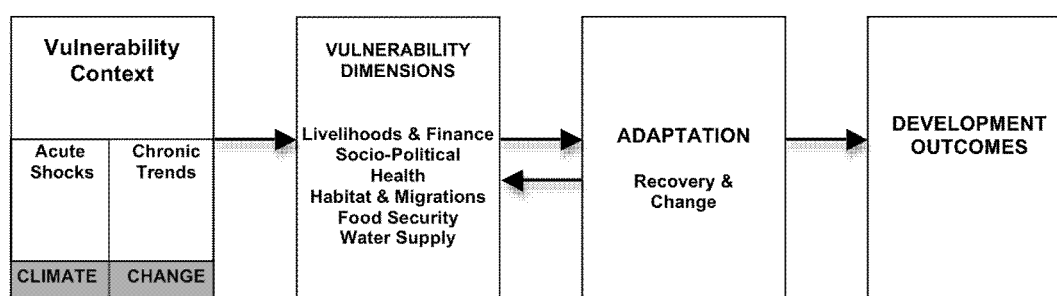 Vulnerability
Context
Acute
Shocks
Chronic
Trends
CLIMATE
CHANGE
VULNERABILITY
DIMENSIONS
Livelihoods & Finance
Socio-Political
Health
Habitat & Migrations
Food Security
Water Supply
ADAPTATION
Recovery &
Change
DEVELOPMENT
OUTCOMES